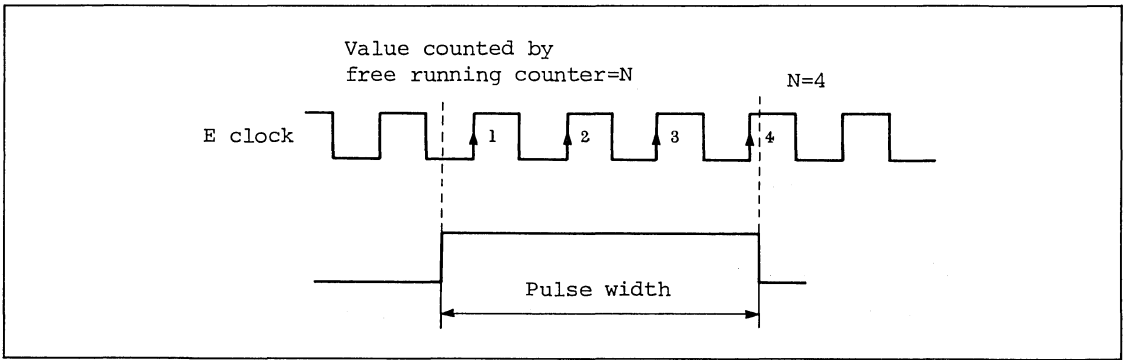 Value counted by
free running counter=N
N=4
E clock
1 2 3 4
Pulse width